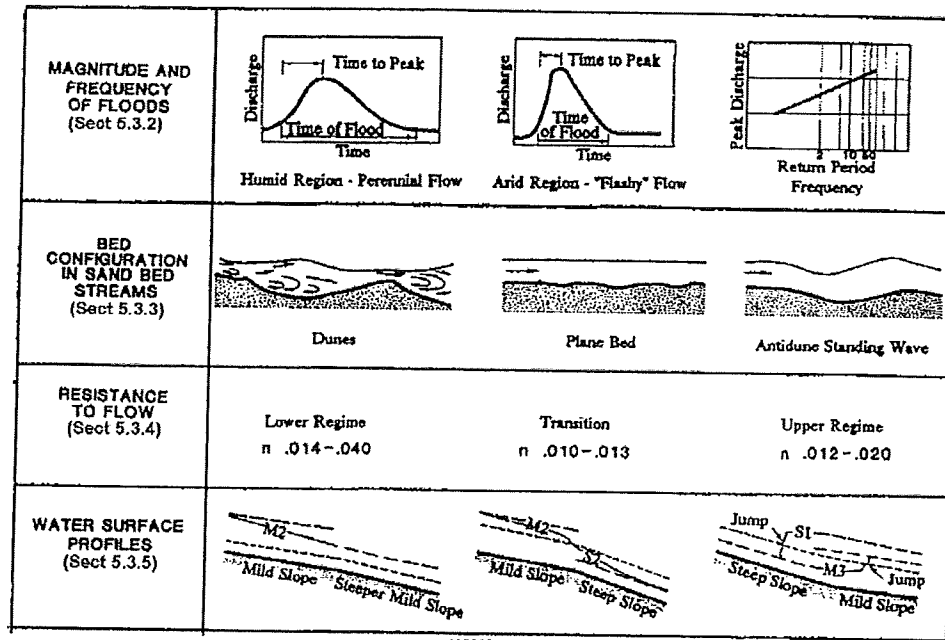 MAGNITUDE AND
FREQUENCY
OF FLOODS
(Sect 5.3.2)
Discharge
Time to Peak
Time of Flood
Time
Humid Region - Perennial Flow
Discharge
Time to Peak
Time
of Flood
Time
Arid Region - "Flashy" Flow
Peak Discharge
2 10 50
Return Period
Frequency
BED
CONFIGURATION
IN SAND BED
STREAMS
(Sect 5.3.3)
Dunes
Plane Bed
Antidune Standing Wave
RESISTANCE
TO FLOW
(Sect 5.3.4)
Lower Regime
n .014-.040
Transition
n .010-.013
Upper Regime
n .012-.020
WATER SURFACE
PROFILES
(Sect 5.3.5)
M2
Mild Slope Steeper Mild Slope
M2
S2
Mild Slope Steep Slope
Jump S1
M3 Jump
Steep Slope Mild Slope